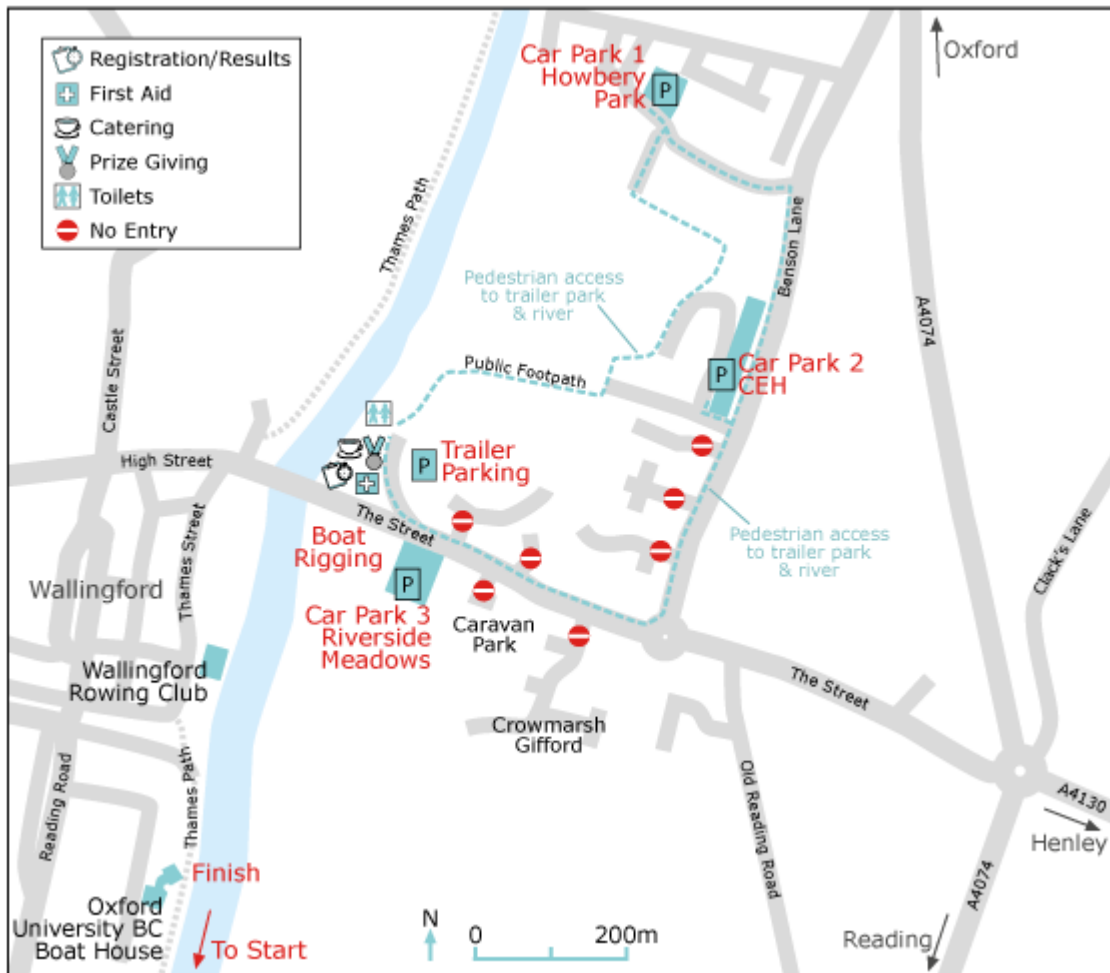 Registration/Results
First Aid
Catering
Prize Giving
Toilets
No Entry
Car Park 1
Howbery
Park
P
Oxford
Thames Path
Benson Lane
A4074
Pedestrian access
to trailer park
& river
Castle Street
Public Footpath
P
Car Park 2
CEH
High Street
P
Trailer
Parking
The Street
Boat
Rigging
P
Car Park 3
Riverside
Meadows
Pedestrian access
to trailer park
& river
Clack's Lane
Thames Street
Wallingford
Caravan
Park
Wallingford
Rowing Club
The Street
Crowmarsh
Gifford
Reading Road
Thames Path
Old Reading Road
A4130
Henley
Finish
A4074
Oxford
University BC
Boat House
To Start
N
0
200m
Reading